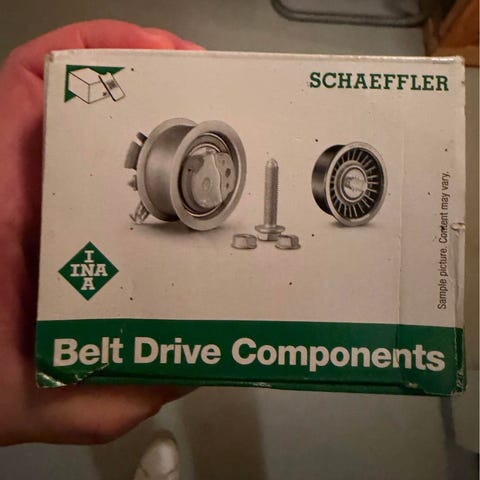 SCHAEFFLER
I
INA
A
Sample picture. Content may vary.
Belt Drive Components